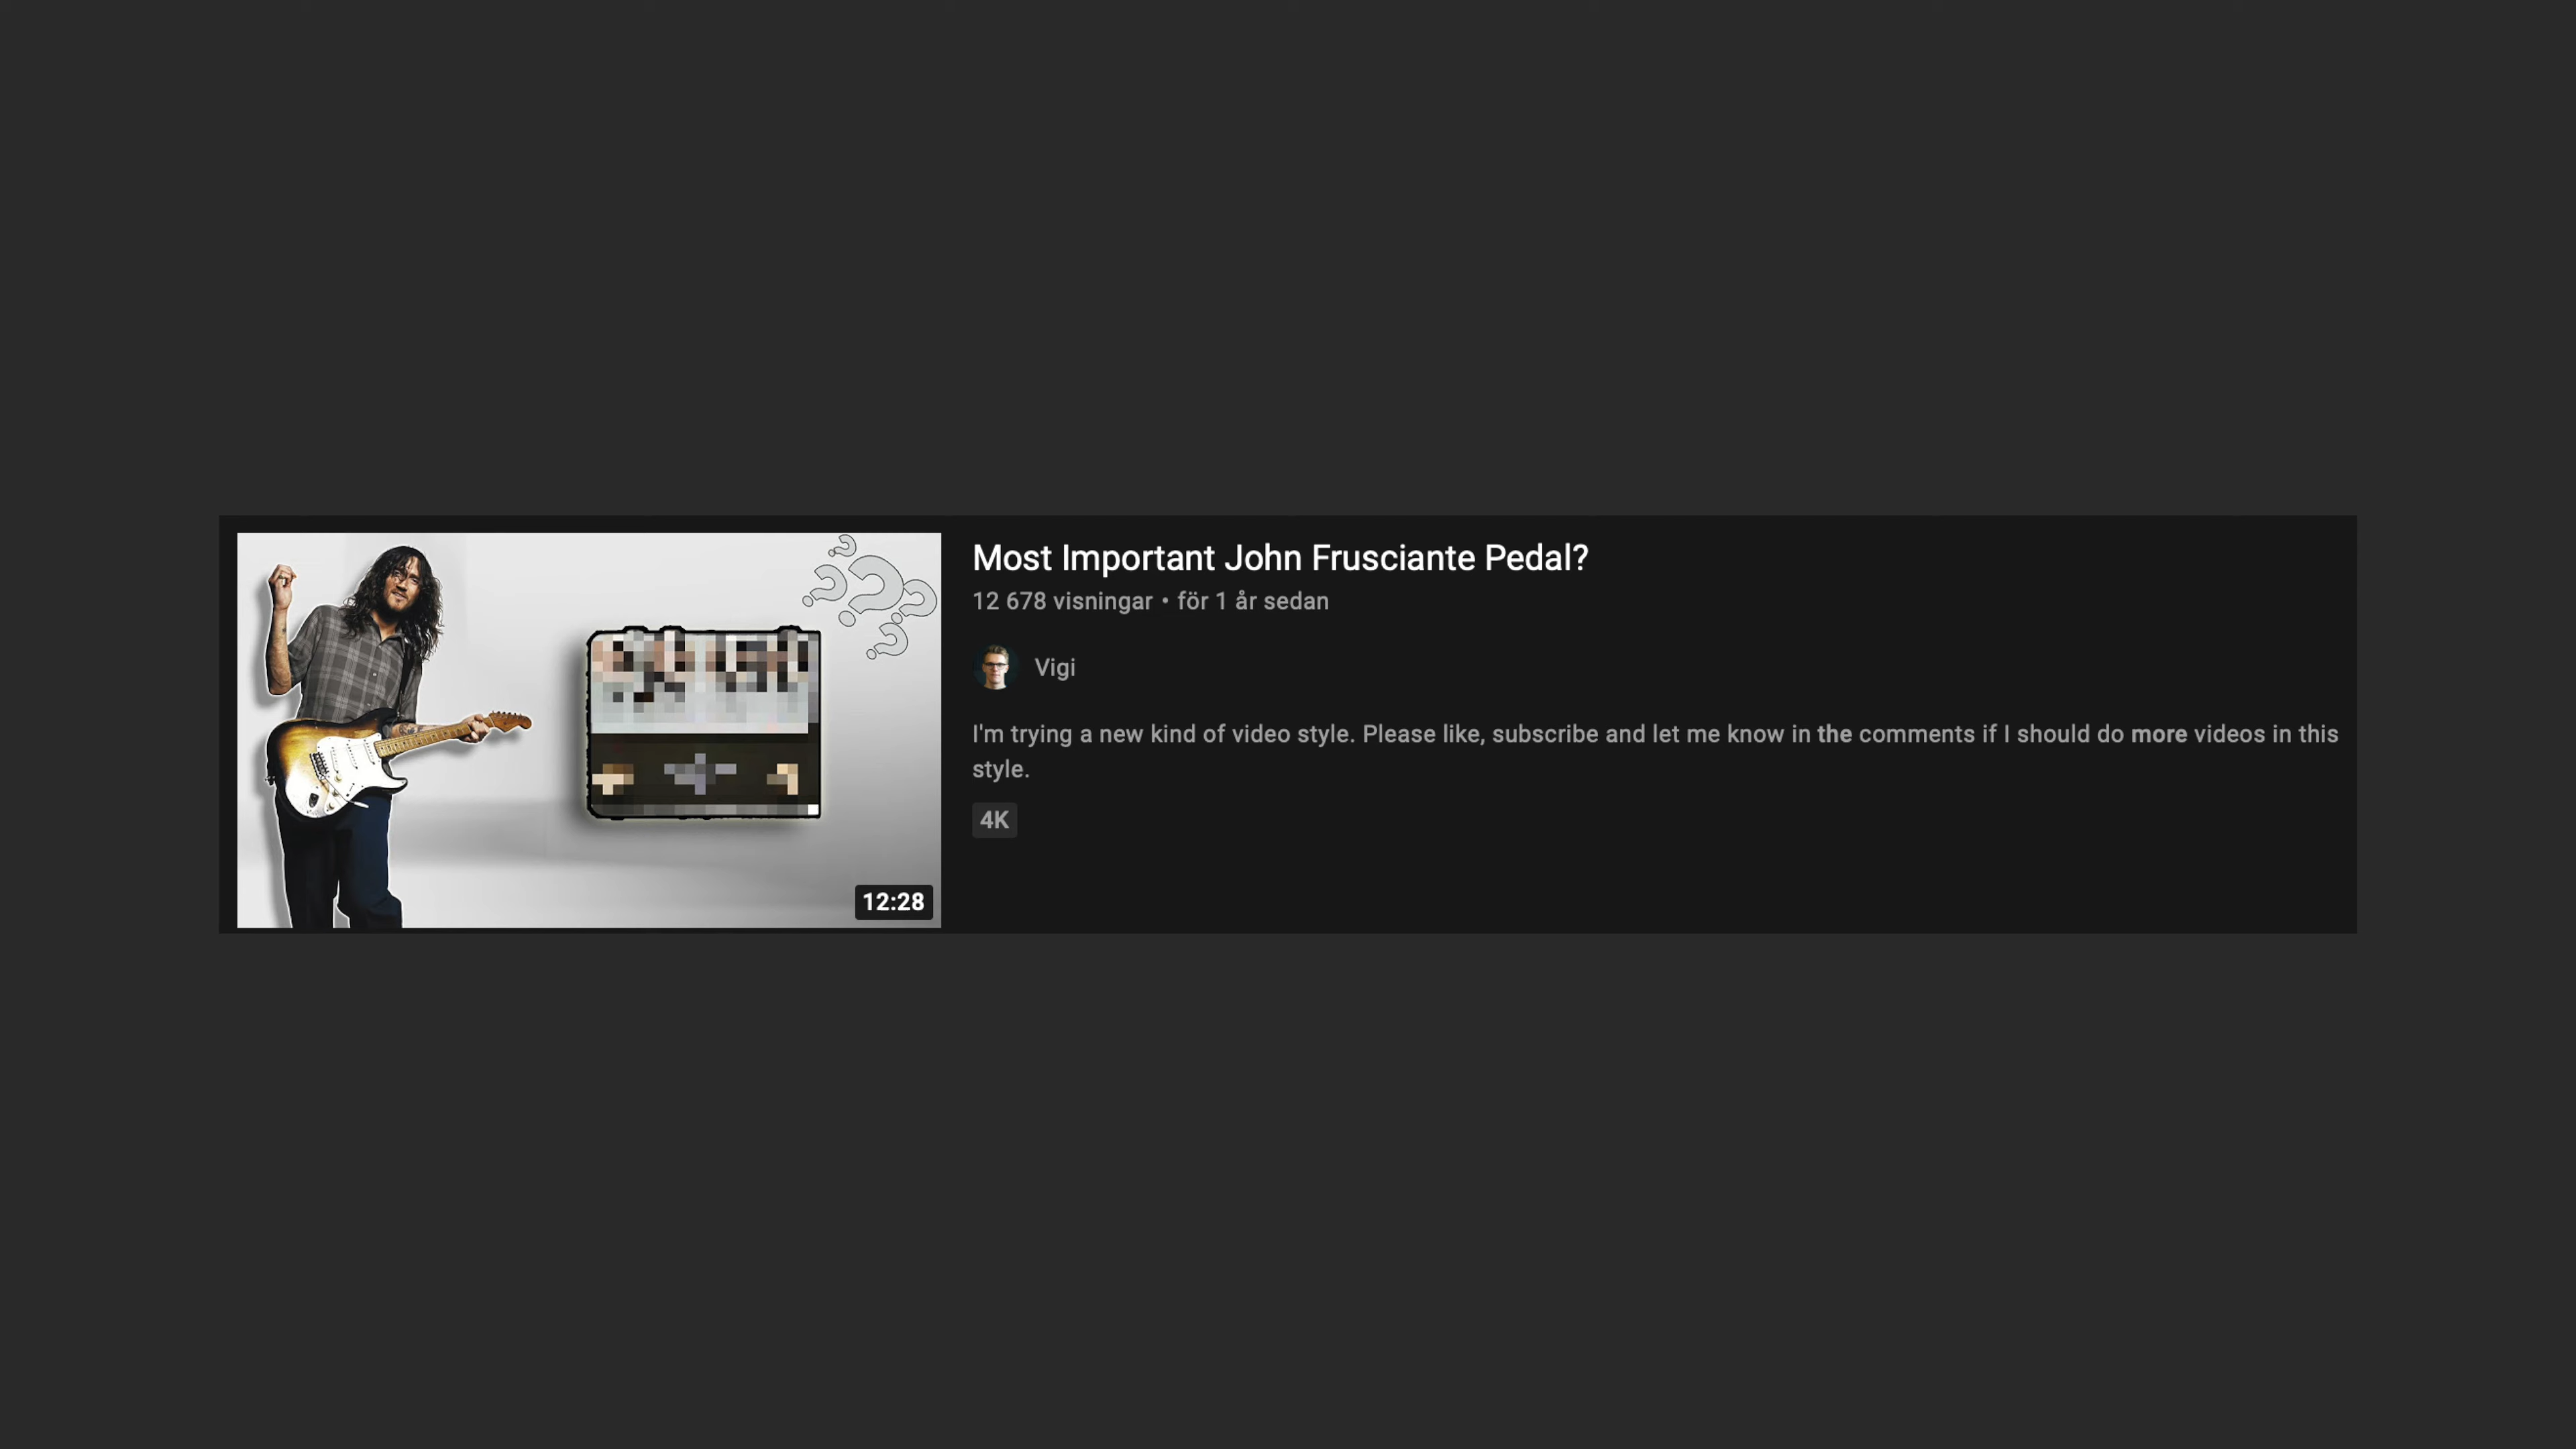 Most Important John Frusciante Pedal?
12 678 visningar • för 1 år sedan
Vigi
I'm trying a new kind of video style. Please like, subscribe and let me know in the comments if I should do more videos in this
style.
4K
? ? ? ? ?
12:28